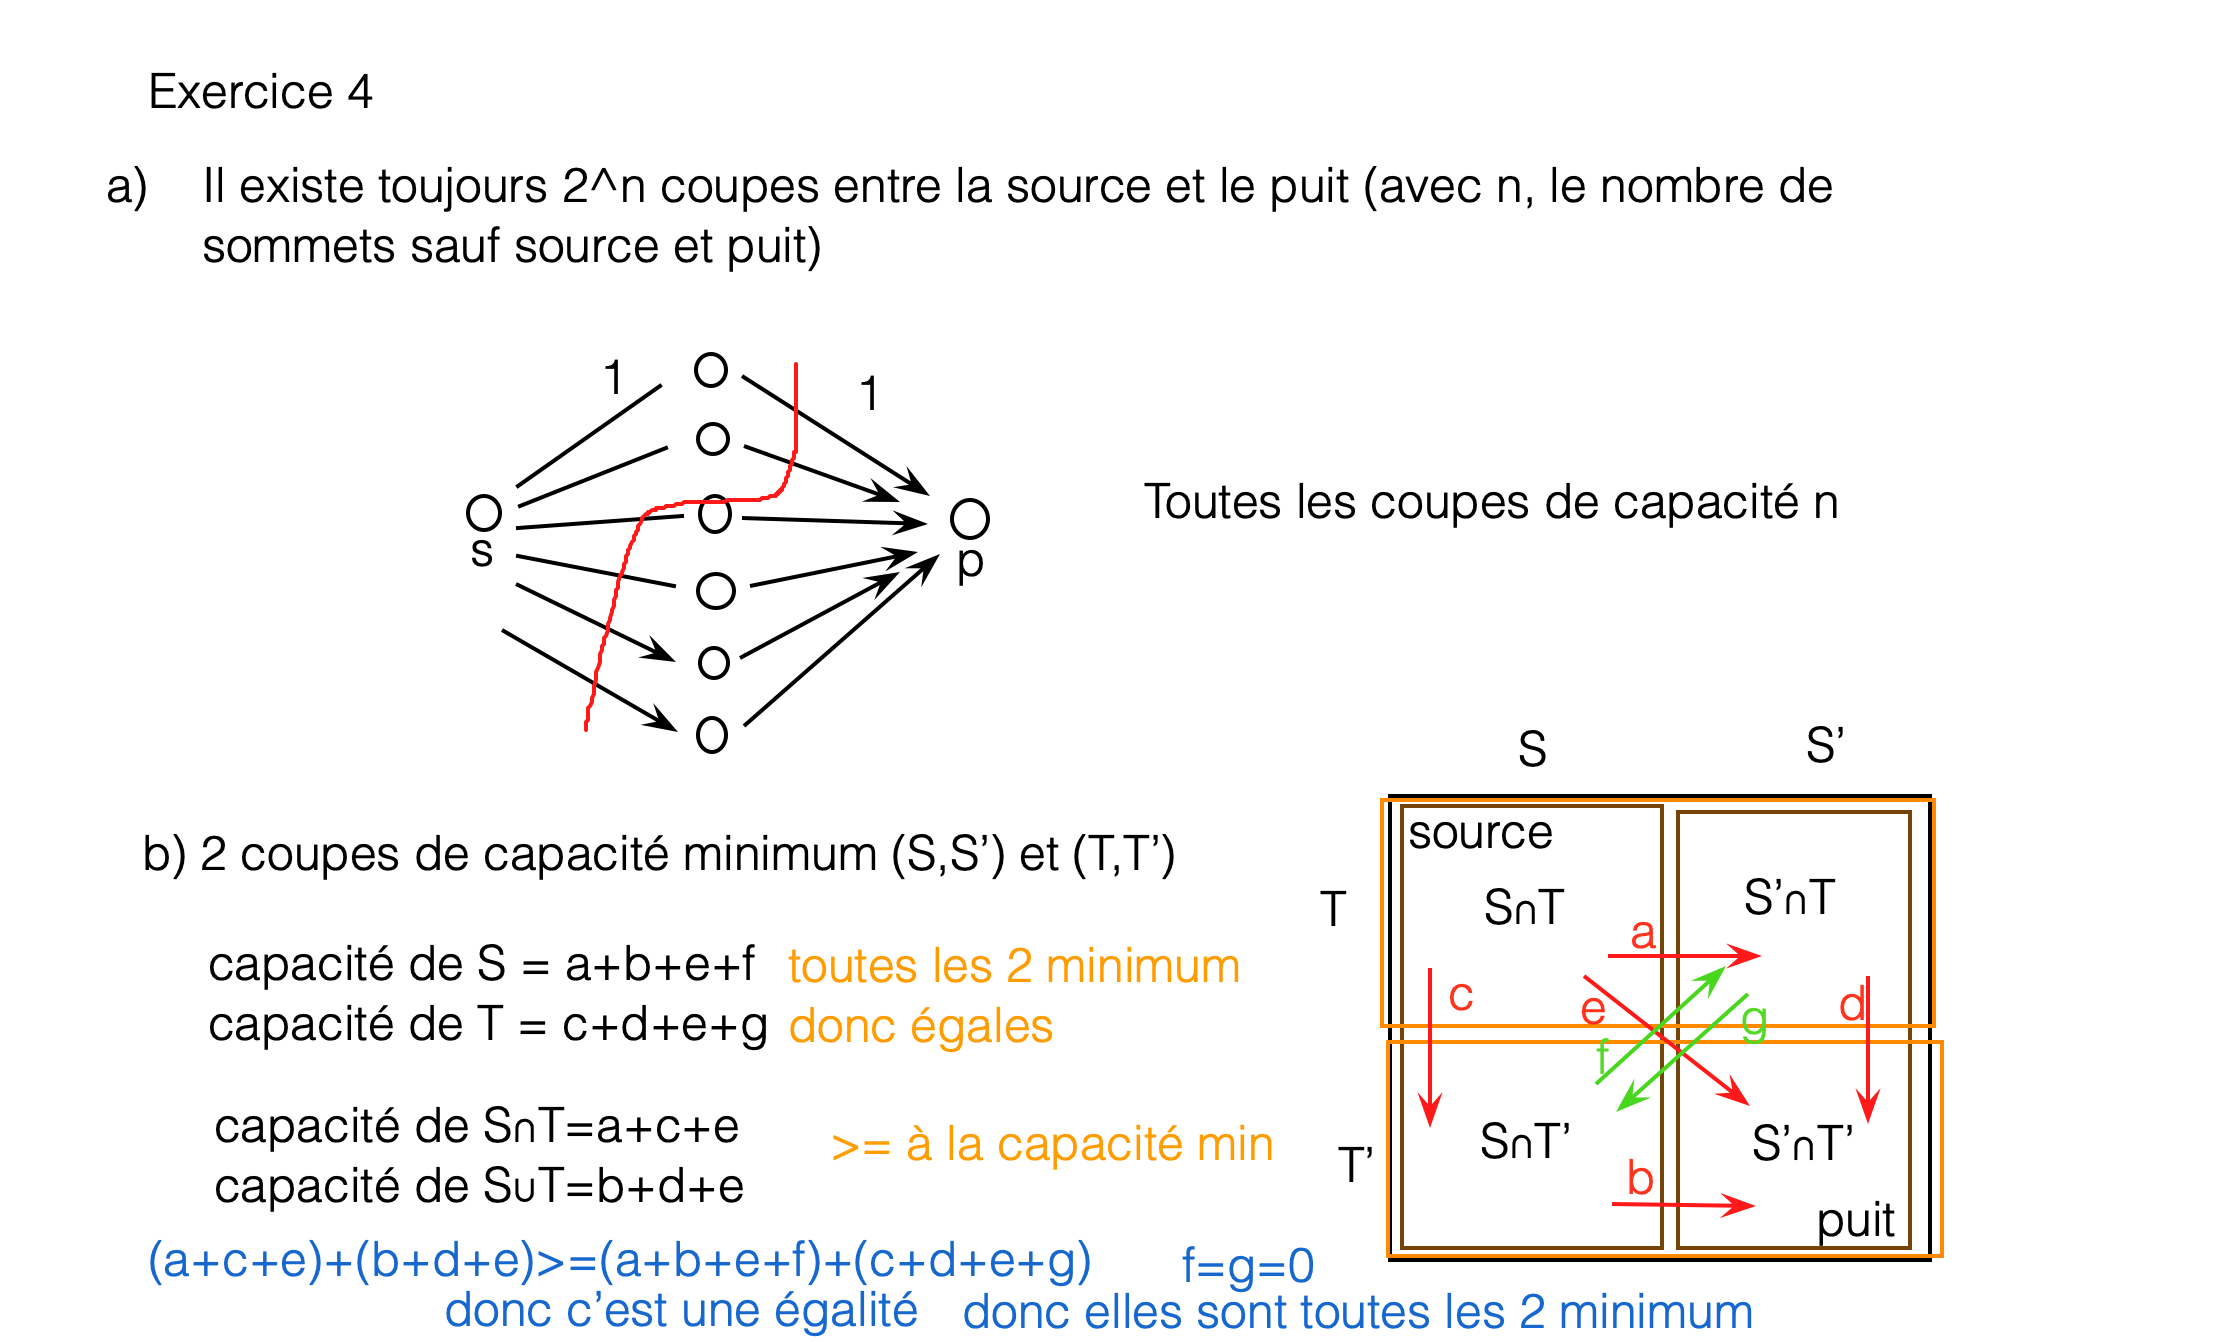 Exercice 4
a) Il existe toujours 2^n coupes entre la source et le puit (avec n, le nombre de
sommets sauf source et puit)
1
1
s
p
Toutes les coupes de capacité n
S
S’
b) 2 coupes de capacité minimum (S,S’) et (T,T’)
source
T
S∩T
S’∩T
a
capacité de S = a+b+e+f toutes les 2 minimum
capacité de T = c+d+e+g donc égales
c
e
g
d
f
capacité de S∩T=a+c+e
capacité de S∪T=b+d+e
>= à la capacité min
T’
S∩T’
S’∩T’
b
puit
(a+c+e)+(b+d+e)>=(a+b+e+f)+(c+d+e+g)
f=g=0
donc c’est une égalité
donc elles sont toutes les 2 minimum